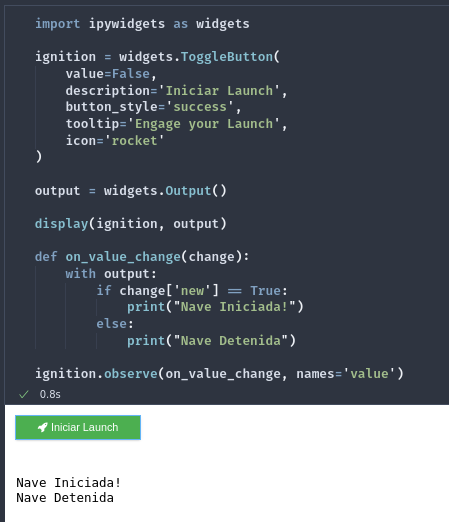 import ipywidgets as widgets
ignition = widgets.ToggleButton(
value=False,
description='Iniciar Launch',
button_style='success',
tooltip='Engage your Launch',
icon='rocket'
)
output = widgets.Output()
display(ignition, output)
def on_value_change(change):
with output:
if change['new'] == True:
print("Nave Iniciada!")
else:
print("Nave Detenida")
ignition.observe(on_value_change, names='value')
0.8s
Iniciar Launch
Nave Iniciada!
Nave Detenida